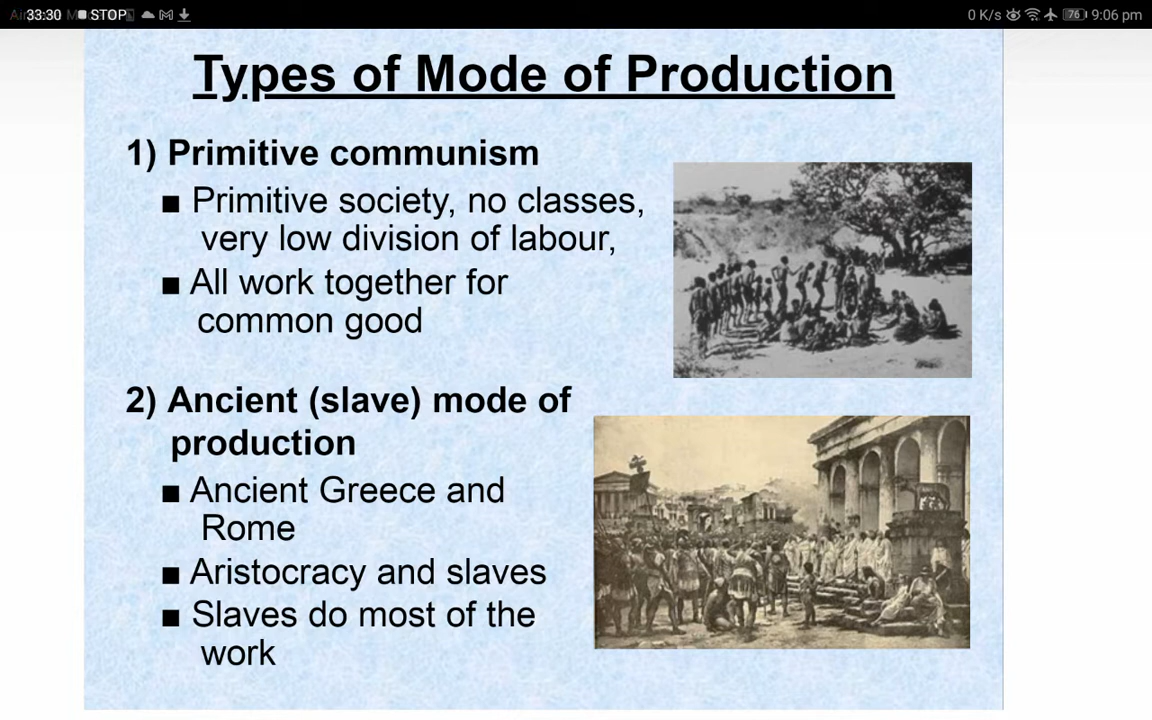 33:30 STOP
0 K/s 76 9:06 pm
Types of Mode of Production
1) Primitive communism
■ Primitive society, no classes,
very low division of labour,
■ All work together for
common good
2) Ancient (slave) mode of
production
■ Ancient Greece and
Rome
■ Aristocracy and slaves
■ Slaves do most of the
work